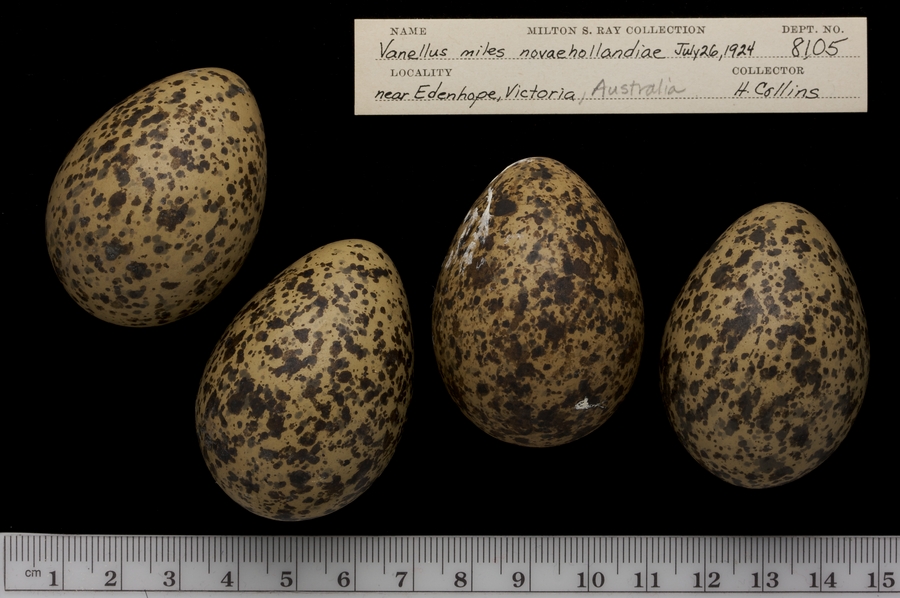 NAME MILTON S. RAY COLLECTION DEPT. NO.
Vanellus miles novaehollandiae July 26, 1924 8105
LOCALITY COLLECTOR
near Edenhope, Victoria, Australia H. Collins
cm 1 2 3 4 5 6 7 8 9 10 11 12 13 14 15